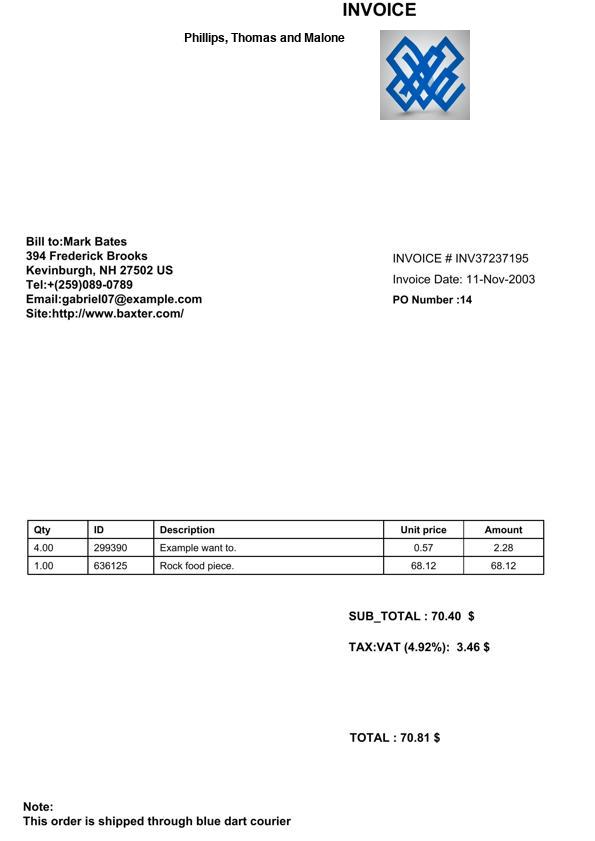 INVOICE
Phillips, Thomas and Malone
Bill to:Mark Bates
394 Frederick Brooks
Kevinburgh, NH 27502 US
Tel:+(259)089-0789
Email:gabriel07@example.com
Site:http://www.baxter.com/
INVOICE # INV37237195
Invoice Date: 11-Nov-2003
PO Number :14
Qty ID Description Unit price Amount
4.00 299390 Example want to. 0.57 2.28
1.00 636125 Rock food piece. 68.12 68.12
SUB_TOTAL : 70.40 $
TAX:VAT (4.92%): 3.46 $
TOTAL : 70.81 $
Note:
This order is shipped through blue dart courier